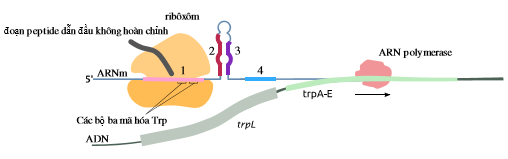 ribôxôm
đoạn peptide dẫn đầu không hoàn chỉnh
ARN polymerase
2 3
1 4
5' ARNm
trpA-E
Các bộ ba mã hóa Trp
trpL
ADN